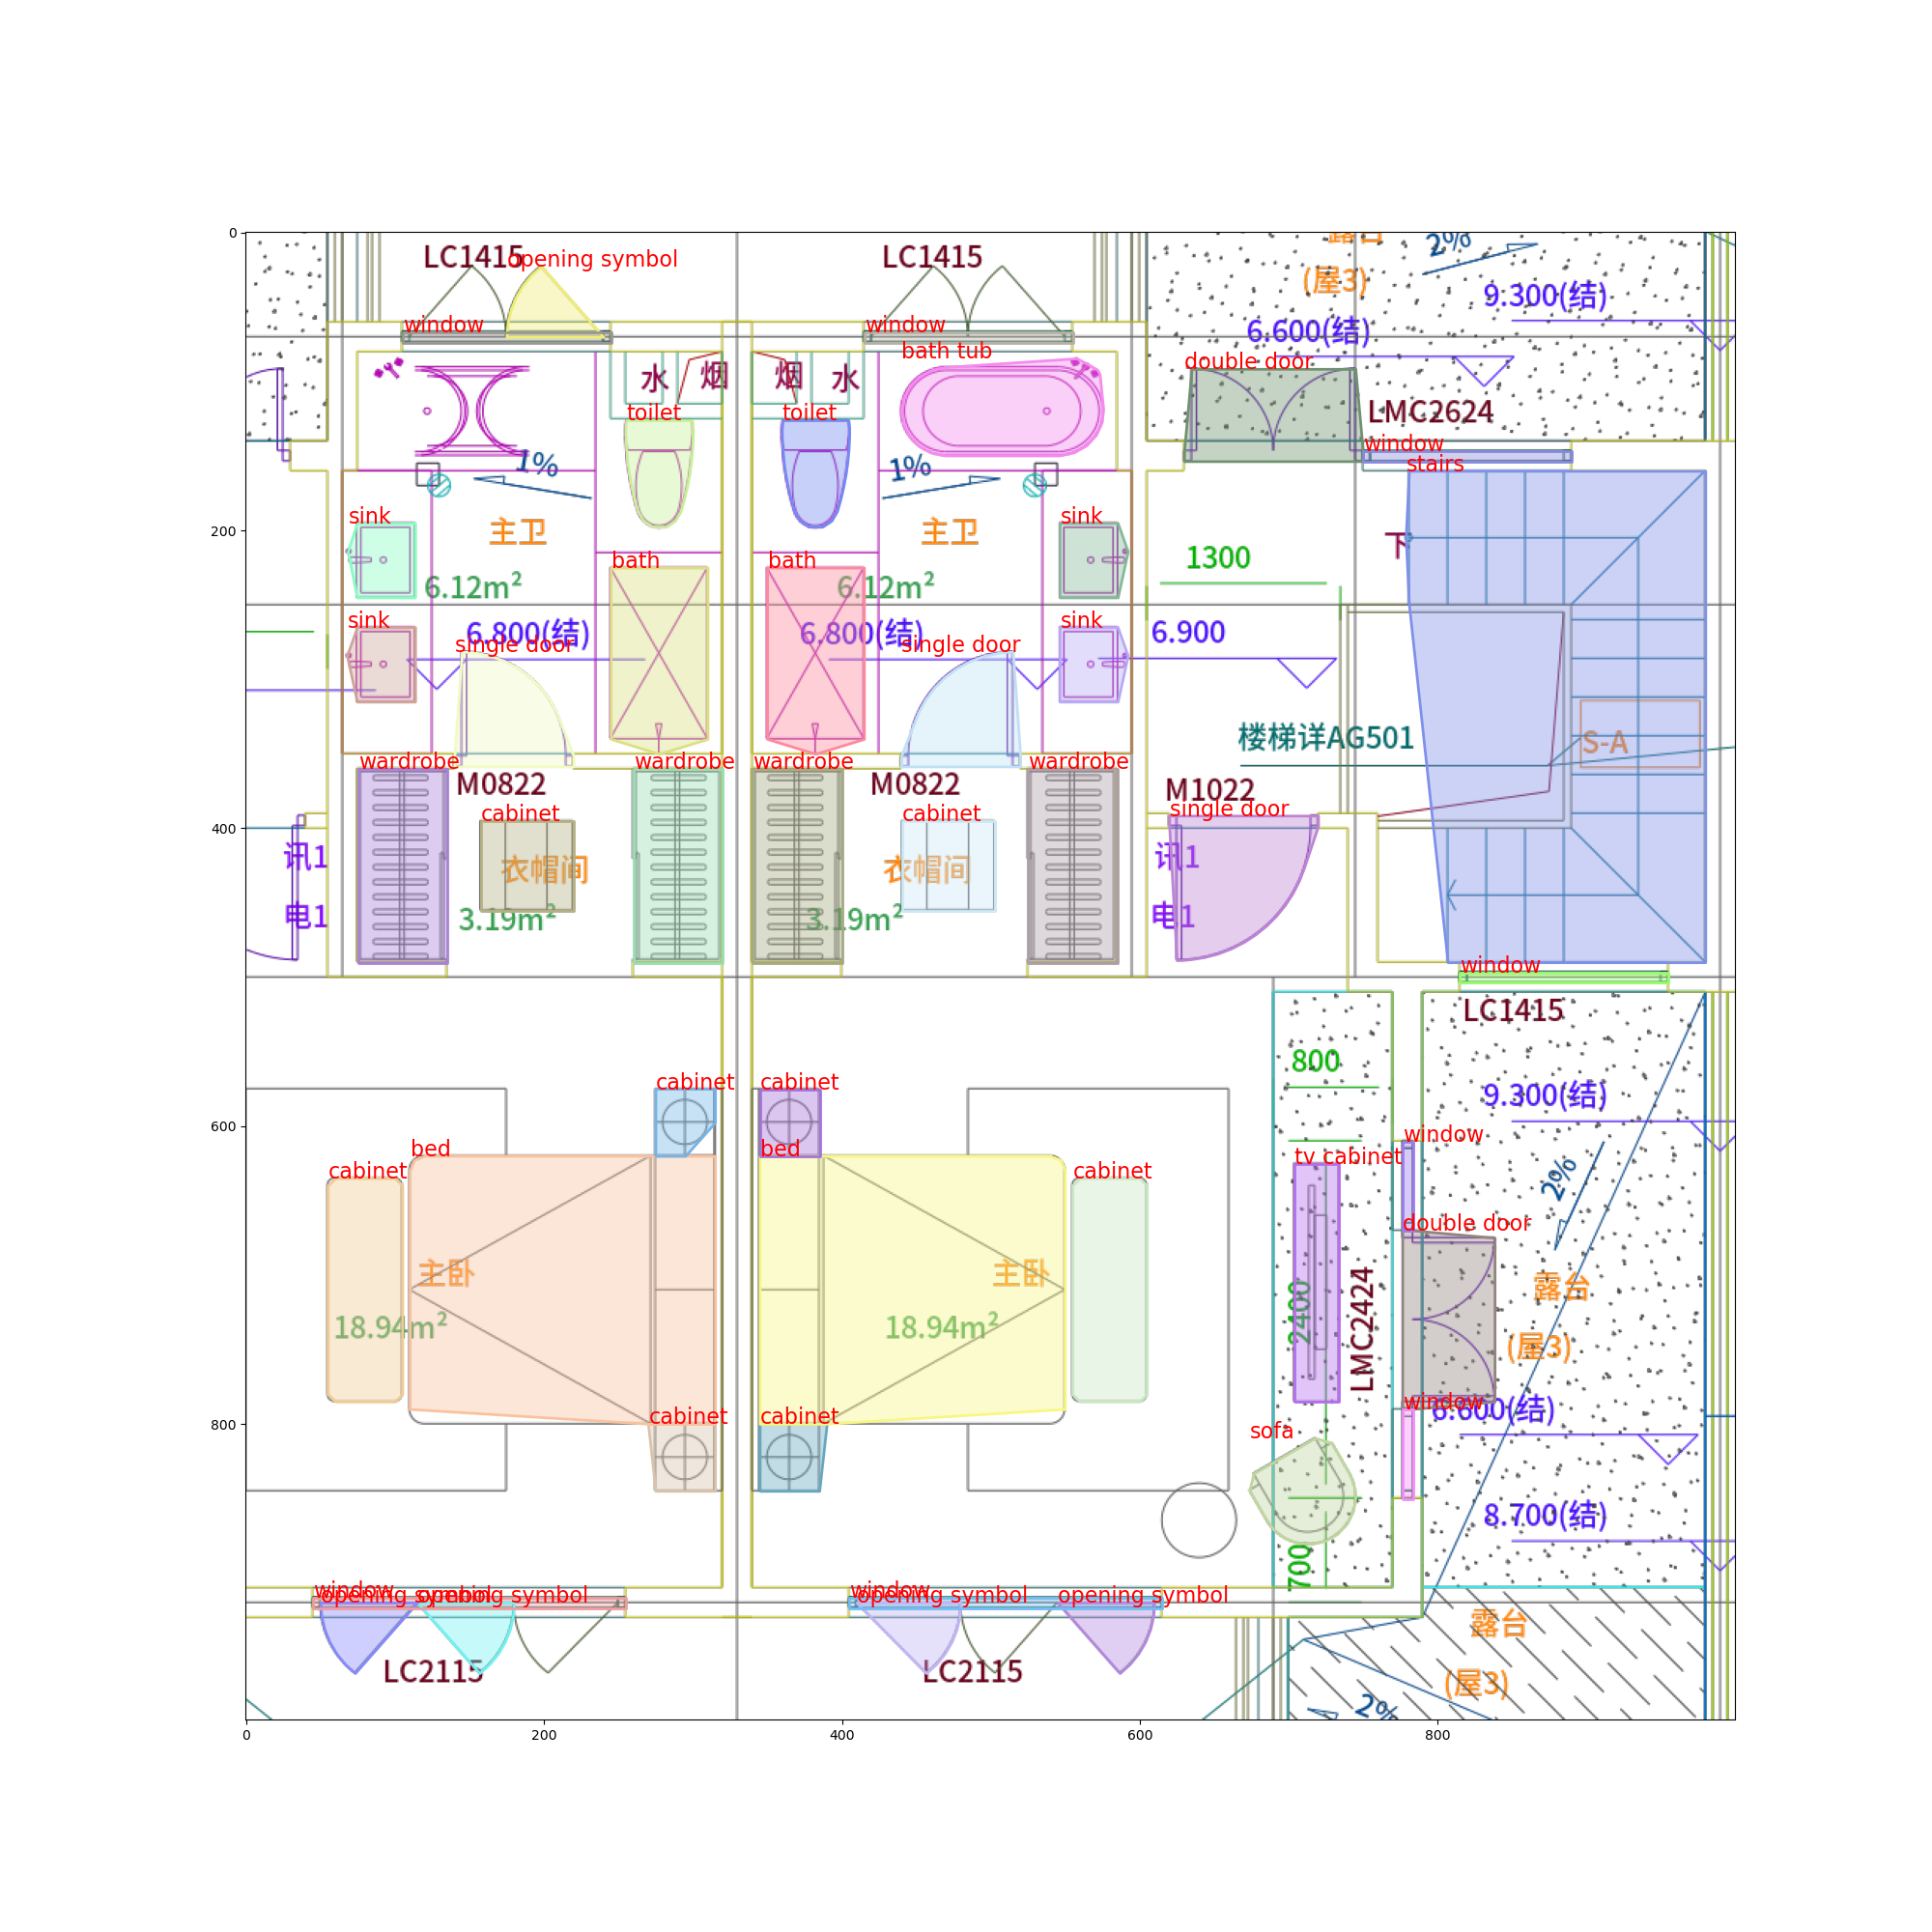 0
LC1415
opening symbol
LC1415
露台
2%
(屋3)
9.300(结)
window
window
6.600(结)
bath tub
double door
水
烟
烟
水
LMC2624
toilet
toilet
window
1%
1%
stairs
sink
主卫
主卫
sink
200
下
1300
bath
bath
6.12m²
6.12m²
sink
6.800(结)
6.800(结)
sink
6.900
single door
single door
楼梯详AG501
S-A
wardrobe
wardrobe
wardrobe
wardrobe
M0822
M0822
M1022
cabinet
cabinet
single door
400
讯1
衣帽间
衣帽间
讯1
电1
3.19m²
3.19m²
电1
window
LC1415
800
cabinet
cabinet
9.300(结)
600
window
bed
bed
tv cabinet
cabinet
cabinet
2%
double door
主卧
主卧
露台
2400
LMC2424
18.94m²
18.94m²
(屋3)
window
6.600(结)
800
cabinet
cabinet
sofa
8.700(结)
700
window
opening symbol
opening symbol
window
opening symbol
opening symbol
露台
LC2115
LC2115
(屋3)
2%
0
200
400
600
800